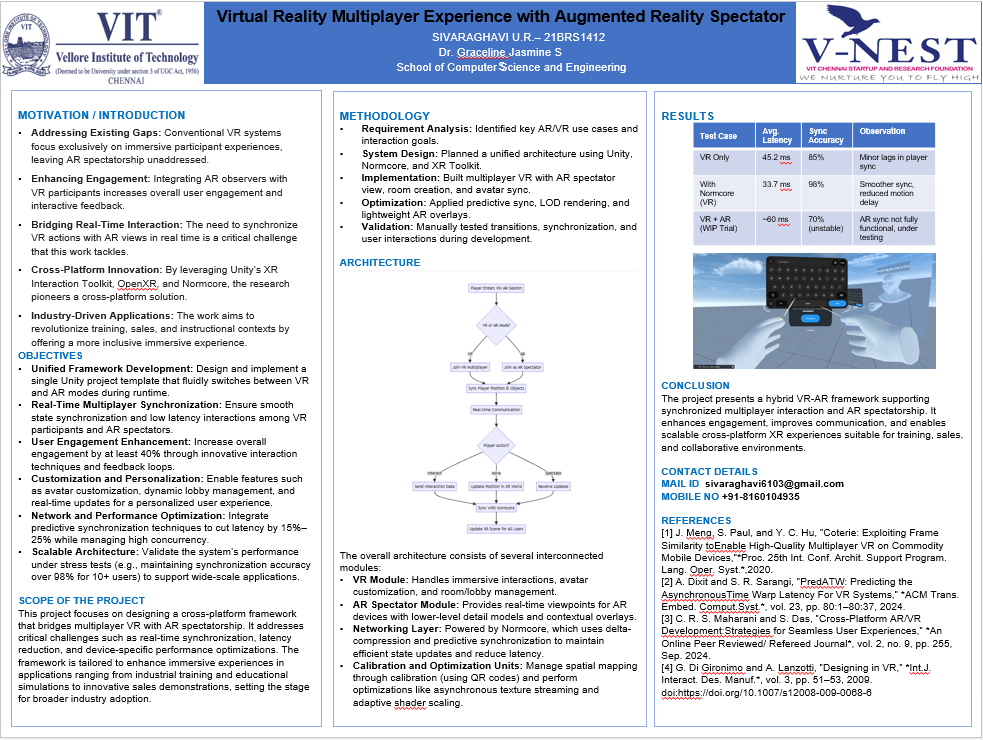 VIT
Vellore Institute of Technology
(Deemed to be University under section 3 of UGC Act, 1956)
CHENNAI
Virtual Reality Multiplayer Experience with Augmented Reality Spectator
SIVARAGHAVI U.R.– 21BRS1412
Dr. Graceline Jasmine S
School of Computer Science and Engineering
V-NEST
VIT CHENNAI STARTUP AND RESEARCH FOUNDATION
WE NURTURE YOU TO FLY HIGH
MOTIVATION / INTRODUCTION
• Addressing Existing Gaps: Conventional VR systems
focus exclusively on immersive participant experiences,
leaving AR spectatorship unaddressed.
• Enhancing Engagement: Integrating AR observers with
VR participants increases overall user engagement and
interactive feedback.
• Bridging Real-Time Interaction: The need to synchronize
VR actions with AR views in real time is a critical challenge
that this work tackles.
• Cross-Platform Innovation: By leveraging Unity's XR
Interaction Toolkit, OpenXR, and Normcore, the research
pioneers a cross-platform solution.
• Industry-Driven Applications: The work aims to
revolutionize training, sales, and instructional contexts by
offering a more inclusive immersive experience.
OBJECTIVES
• Unified Framework Development: Design and implement a
single Unity project template that fluidly switches between VR
and AR modes during runtime.
• Real-Time Multiplayer Synchronization: Ensure smooth
state synchronization and low latency interactions among VR
participants and AR spectators.
• User Engagement Enhancement: Increase overall
engagement by at least 40% through innovative interaction
techniques and feedback loops.
• Customization and Personalization: Enable features such
as avatar customization, dynamic lobby management, and
real-time updates for a personalized user experience.
• Network and Performance Optimization: Integrate
predictive synchronization techniques to cut latency by 15%–
25% while managing high concurrency.
• Scalable Architecture: Validate the system's performance
under stress tests (e.g., maintaining synchronization accuracy
over 98% for 10+ users) to support wide-scale applications.
SCOPE OF THE PROJECT
This project focuses on designing a cross-platform framework
that bridges multiplayer VR with AR spectatorship. It addresses
critical challenges such as real-time synchronization, latency
reduction, and device-specific performance optimizations. The
framework is tailored to enhance immersive experiences in
applications ranging from industrial training and educational
simulations to innovative sales demonstrations, setting the stage
for broader industry adoption.
METHODOLOGY
• Requirement Analysis: Identified key AR/VR use cases and
interaction goals.
• System Design: Planned a unified architecture using Unity,
Normcore, and XR Toolkit.
• Implementation: Built multiplayer VR with AR spectator
view, room creation, and avatar sync.
• Optimization: Applied predictive sync, LOD rendering, and
lightweight AR overlays.
• Validation: Manually tested transitions, synchronization, and
user interactions during development.
ARCHITECTURE
Player Enters VR/AR Session
VR or AR Mode?
VR AR
Join VR Multiplayer Join as AR Spectator
Sync Player Position & Objects
Real-time Communication
Player Action?
Interact Move Spectate
Send Interaction Data Update Position in XR World Receive Updates
Sync with Normcore
Update VR Scene for All Users
The overall architecture consists of several interconnected
modules:
• VR Module: Handles immersive interactions, avatar
customization, and room/lobby management.
• AR Spectator Module: Provides real-time viewpoints for AR
devices with lower-level detail models and contextual overlays.
• Networking Layer: Powered by Normcore, which uses delta-
compression and predictive synchronization to maintain
efficient state updates and reduce latency.
• Calibration and Optimization Units: Manage spatial mapping
through calibration (using QR codes) and perform
optimizations like asynchronous texture streaming and
adaptive shader scaling.
RESULTS
Test Case Avg. Latency Sync Accuracy Observation
VR Only 45.2 ms 85% Minor lags in player sync
With Normcore (VR) 33.7 ms 98% Smoother sync, reduced motion delay
VR + AR (WIP Trial) ~60 ms 70% (unstable) AR sync not fully functional, under testing
CONCLUSION
The project presents a hybrid VR-AR framework supporting
synchronized multiplayer interaction and AR spectatorship. It
enhances engagement, improves communication, and enables
scalable cross-platform XR experiences suitable for training, sales,
and collaborative environments.
CONTACT DETAILS
MAIL ID sivaraghavi6103@gmail.com
MOBILE NO +91-8160104935
REFERENCES
[1] J. Meng, S. Paul, and Y. C. Hu, "Coterie: Exploiting Frame
Similarity toEnable High-Quality Multiplayer VR on Commodity
Mobile Devices,"*Proc. 25th Int. Conf. Archit. Support Program.
Lang. Oper. Syst.*,2020.
[2] A. Dixit and S. R. Sarangi, "PredATW: Predicting the
AsynchronousTime Warp Latency For VR Systems," *ACM Trans.
Embed. Comput.Syst.*, vol. 23, pp. 80:1–80:37, 2024.
[3] C. R. S. Maharani and S. Das, "Cross-Platform AR/VR
Development:Strategies for Seamless User Experiences," *An
Online Peer Reviewed/ Refereed Journal*, vol. 2, no. 9, pp. 255,
Sep. 2024.
[4] G. Di Gironimo and A. Lanzotti, "Designing in VR," *Int.J.
Interact. Des. Manuf.*, vol. 3, pp. 51–53, 2009.
doi:https://doi.org/10.1007/s12008-009-0068-6